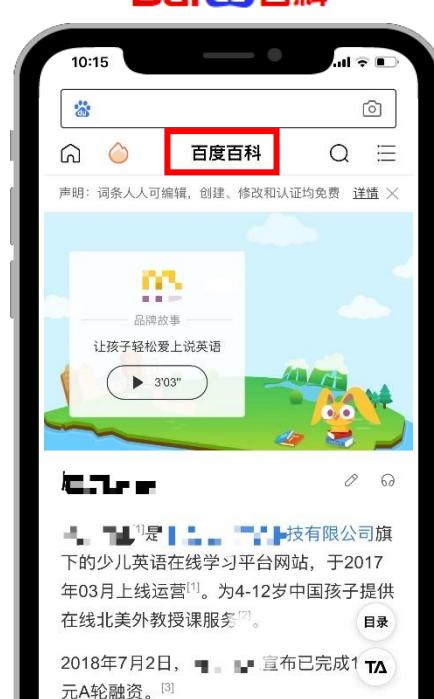 Bai 百科
10:15
du
百度百科
声明：词条人人可编辑，创建、修改和认证均免费 详情
品牌故事
让孩子轻松爱上说英语
3'03"
[1]是
技有限公司旗
下的少儿英语在线学习平台网站，于2017
年03月上线运营[1]。为4-12岁中国孩子提供
在线北美外教授课服务[2]。
目录
2018年7月2日，
宣布已完成1
元A轮融资。[3]